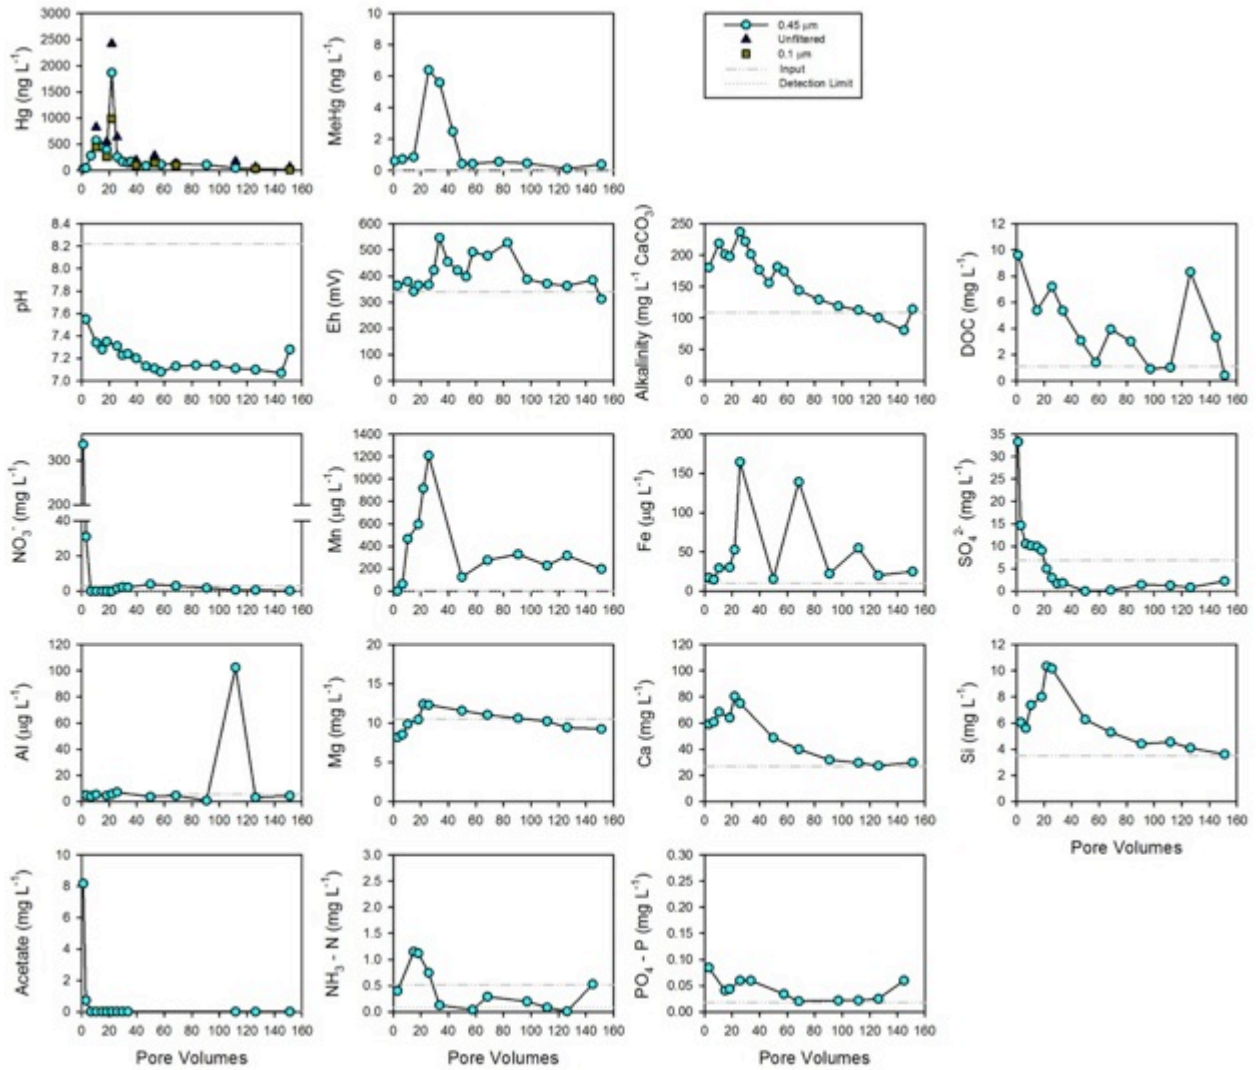 Hg (ng L⁻¹)
3000
2500
2000
1500
1000
500
0
0 20 40 60 80 100 120 140 160
MeHg (ng L⁻¹)
10
8
6
4
2
0
0 20 40 60 80 100 120 140 160
0.45 µm
Unfiltered
0.1 µm
Input
Detection Limit
pH
8.4
8.2
8.0
7.8
7.6
7.4
7.2
7.0
0 20 40 60 80 100 120 140 160
Eh (mV)
600
500
400
300
200
100
0
0 20 40 60 80 100 120 140 160
Alkalinity (mg L⁻¹ CaCO₃)
250
200
150
100
50
0
0 20 40 60 80 100 120 140 160
DOC (mg L⁻¹)
12
10
8
6
4
2
0
0 20 40 60 80 100 120 140 160
NO₃⁻ (mg L⁻¹)
300
200
40
20
0
0 20 40 60 80 100 120 140 160
Mn (µg L⁻¹)
1400
1200
1000
800
600
400
200
0
0 20 40 60 80 100 120 140 160
Fe (µg L⁻¹)
200
150
100
50
0
0 20 40 60 80 100 120 140 160
SO₄²⁻ (mg L⁻¹)
35
30
25
20
15
10
5
0
0 20 40 60 80 100 120 140 160
Al (µg L⁻¹)
120
100
80
60
40
20
0
0 20 40 60 80 100 120 140 160
Mg (mg L⁻¹)
20
15
10
5
0
0 20 40 60 80 100 120 140 160
Ca (mg L⁻¹)
120
100
80
60
40
20
0
0 20 40 60 80 100 120 140 160
Si (mg L⁻¹)
12
10
8
6
4
2
0
0 20 40 60 80 100 120 140 160
Pore Volumes
Acetate (mg L⁻¹)
10
8
6
4
2
0
0 20 40 60 80 100 120 140 160
Pore Volumes
NH₃ - N (mg L⁻¹)
3.0
2.5
2.0
1.5
1.0
0.5
0.0
0 20 40 60 80 100 120 140 160
Pore Volumes
PO₄ - P (mg L⁻¹)
0.30
0.25
0.20
0.15
0.10
0.05
0.00
0 20 40 60 80 100 120 140 160
Pore Volumes